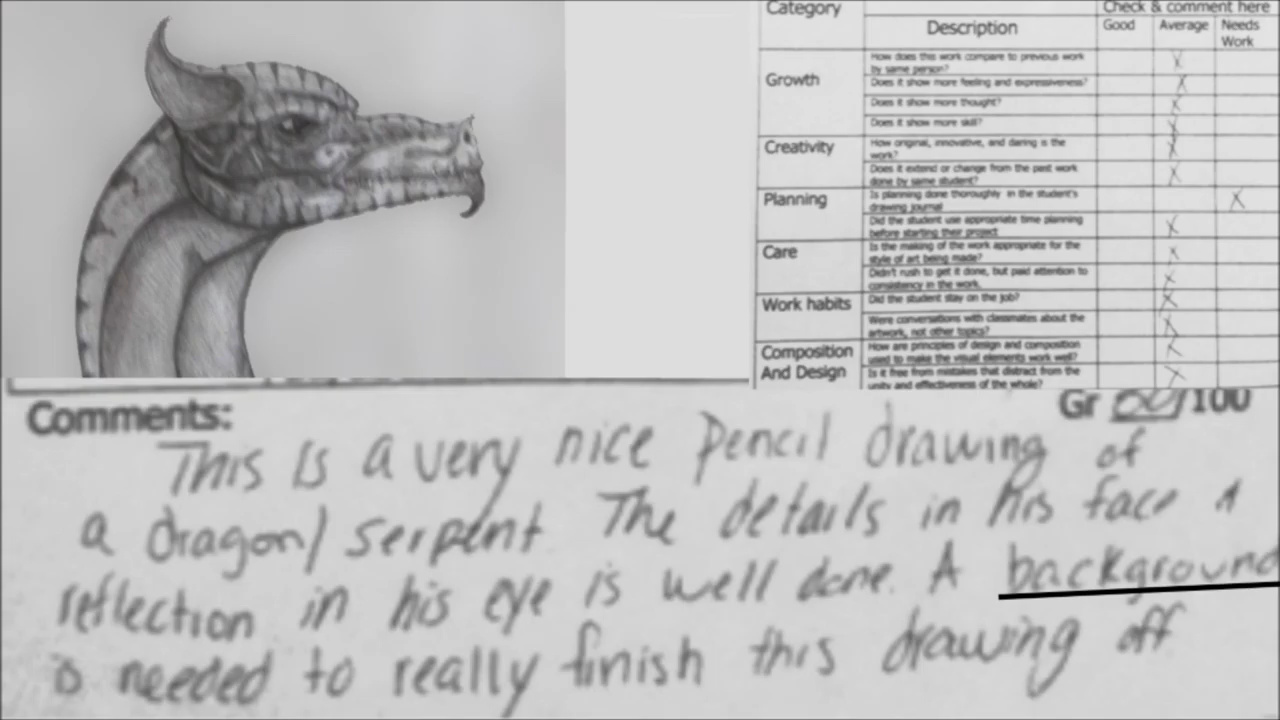 Category
Check & comment here
Description
Good
Average
Needs
Work
Growth
How does this work compare to previous work
by same person?
Does it show more feeling and expressiveness?
Does it show more thought?
Does it show more skill?
Creativity
How original, innovative, and daring is the
work?
Does it extend or change from the past work
done by same student?
Planning
Is planning done thoroughly in the student's
drawing journal
Did the student use appropriate time planning
before starting their project
Care
Is the making of the work appropriate for the
style of art being made?
Didn't rush to get it done, but paid attention to
consistency in the work.
Work habits
Did the student stay on the job?
Were conversations with classmates about the
artwork, not other topics?
Composition
And Design
How are principles of design and composition
used to make the visual elements work well?
Is it free from mistakes that distract from the
unity and effectiveness of the whole?
Comments:
Gr /100
This is a very nice pencil drawing of
a dragon/serpent The details in his face &
reflection in his eye is well done. A background
is needed to really finish this drawing off